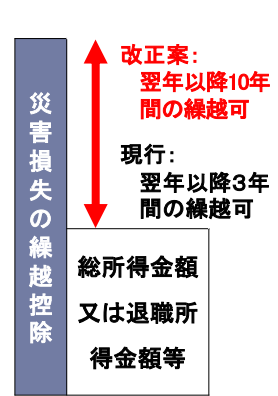 災害損失の繰越控除
改正案：
翌年以降10年
間の繰越可
現行：
翌年以降３年
間の繰越可
総所得金額
又は退職所
得金額等